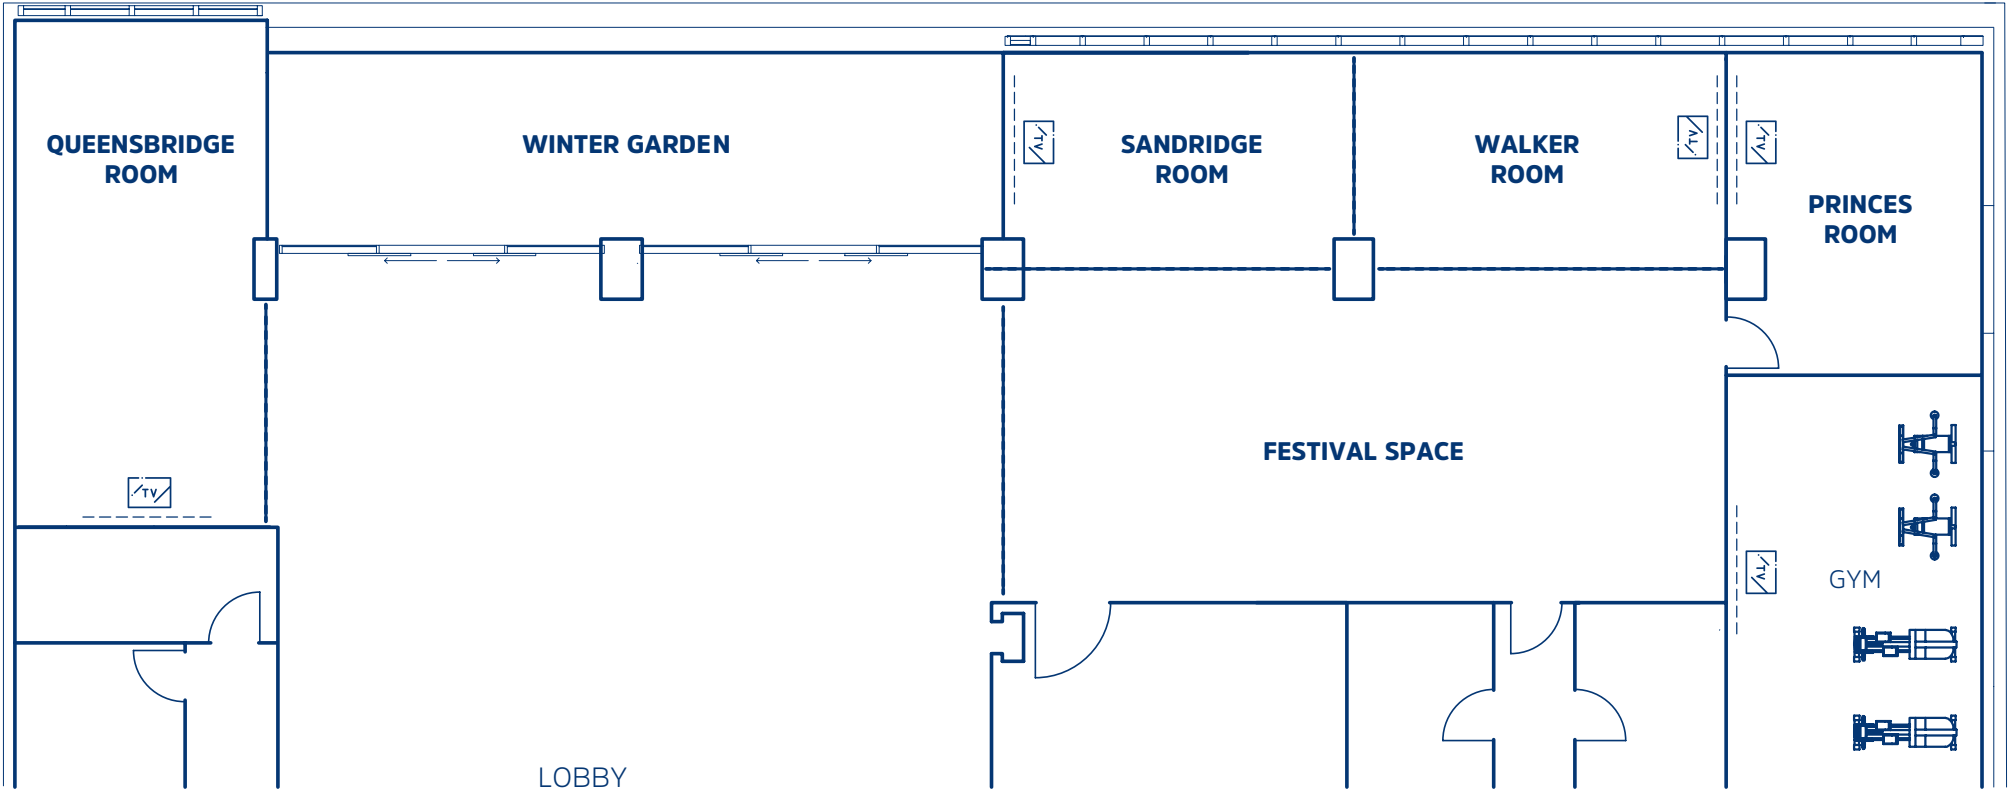 QUEENSBRIDGE
ROOM
WINTER GARDEN
SANDRIDGE
ROOM
WALKER
ROOM
PRINCES
ROOM
TV
TV
TV
FESTIVAL SPACE
TV
TV
GYM
LOBBY